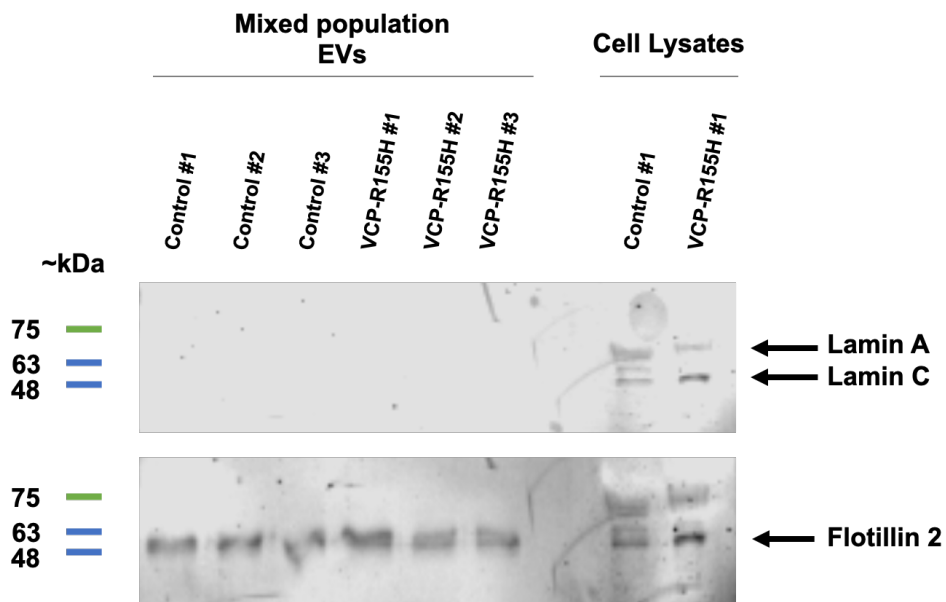 Mixed population
EVs
Cell Lysates
Control #1
Control #2
Control #3
VCP-R155H #1
VCP-R155H #2
VCP-R155H #3
Control #1
VCP-R155H #1
~kDa
75
63
48
Lamin A
Lamin C
75
63
48
Flotillin 2